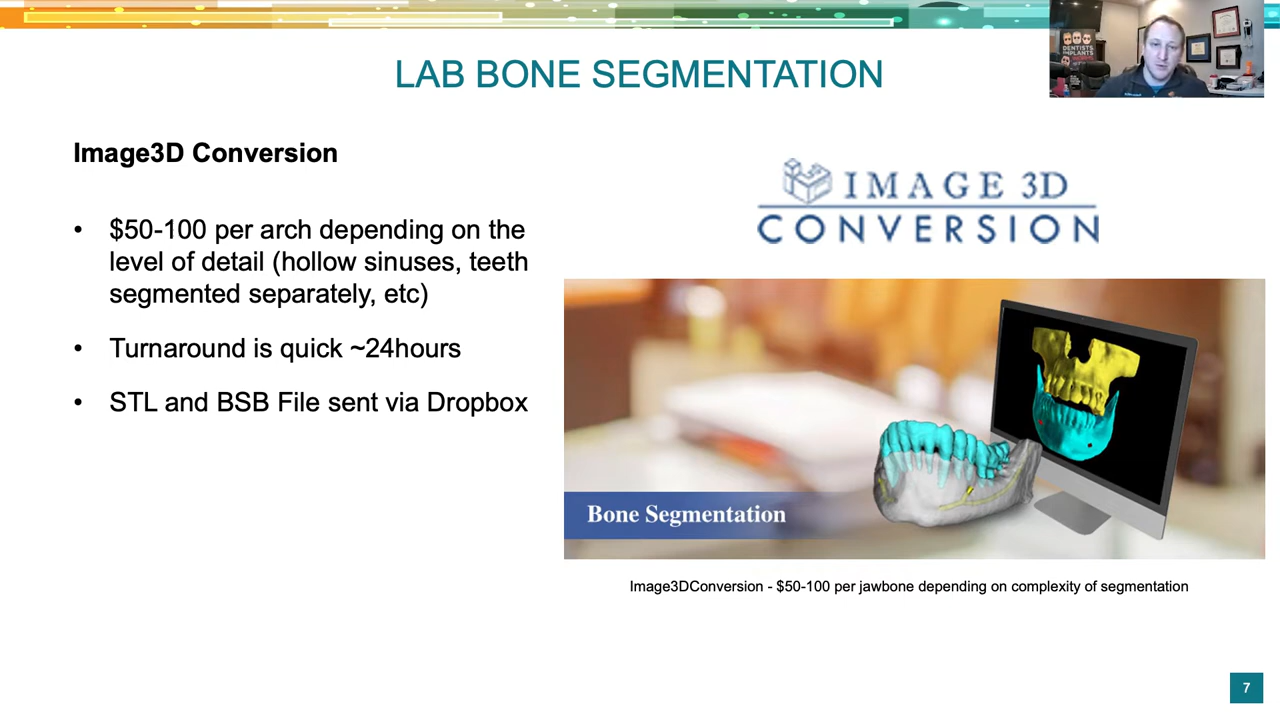 LAB BONE SEGMENTATION
DENTISTS
IMPLANTS
Image3D Conversion
• $50-100 per arch depending on the
level of detail (hollow sinuses, teeth
segmented separately, etc)
• Turnaround is quick ~24hours
• STL and BSB File sent via Dropbox
IMAGE 3D
CONVERSION
Bone Segmentation
Image3DConversion - $50-100 per jawbone depending on complexity of segmentation
7